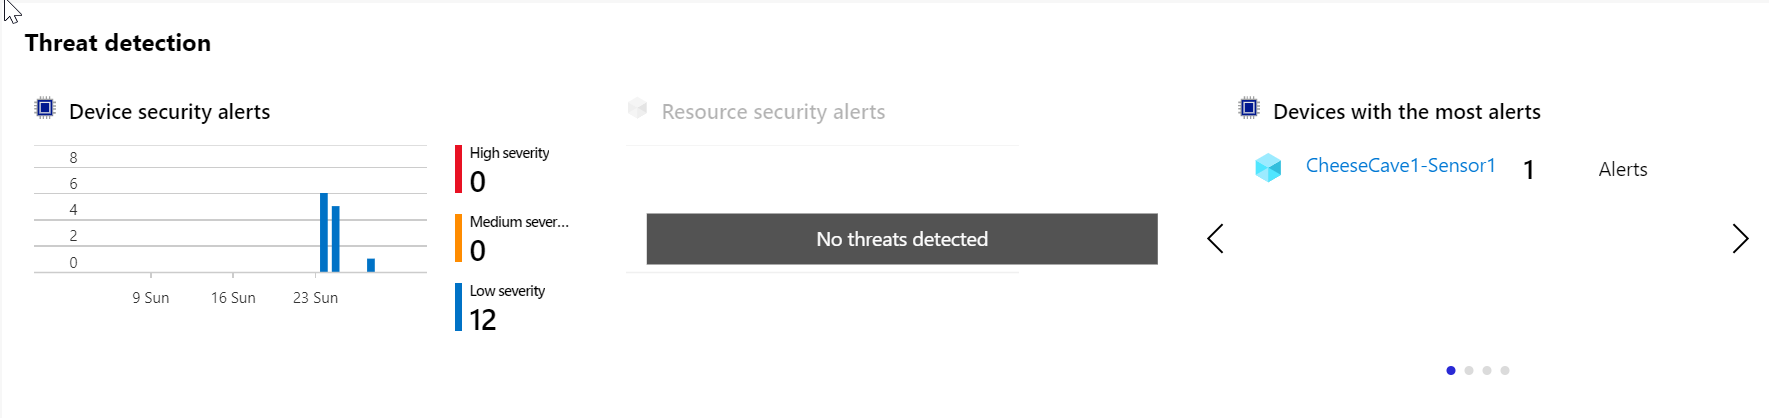 Threat detection
Device security alerts
8
6
4
2
0
9 Sun
16 Sun
23 Sun
High severity
0
Medium sever...
0
Low severity
12
Resource security alerts
No threats detected
Devices with the most alerts
CheeseCave1-Sensor1 1 Alerts